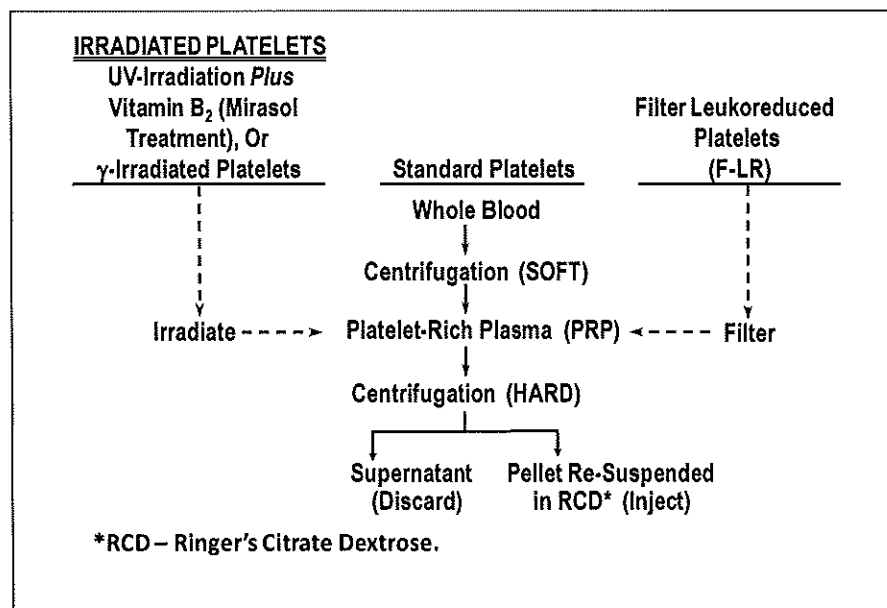 IRRADIATED PLATELETS
UV-Irradiation Plus
Vitamin B₂ (Mirasol
Treatment), Or
γ-Irradiated Platelets
Standard Platelets
Filter Leukoreduced
Platelets
(F-LR)
Whole Blood
Centrifugation (SOFT)
Irradiate
Platelet-Rich Plasma (PRP)
Filter
Centrifugation (HARD)
Supernatant
(Discard)
Pellet Re-Suspended
in RCD* (Inject)
*RCD – Ringer's Citrate Dextrose.